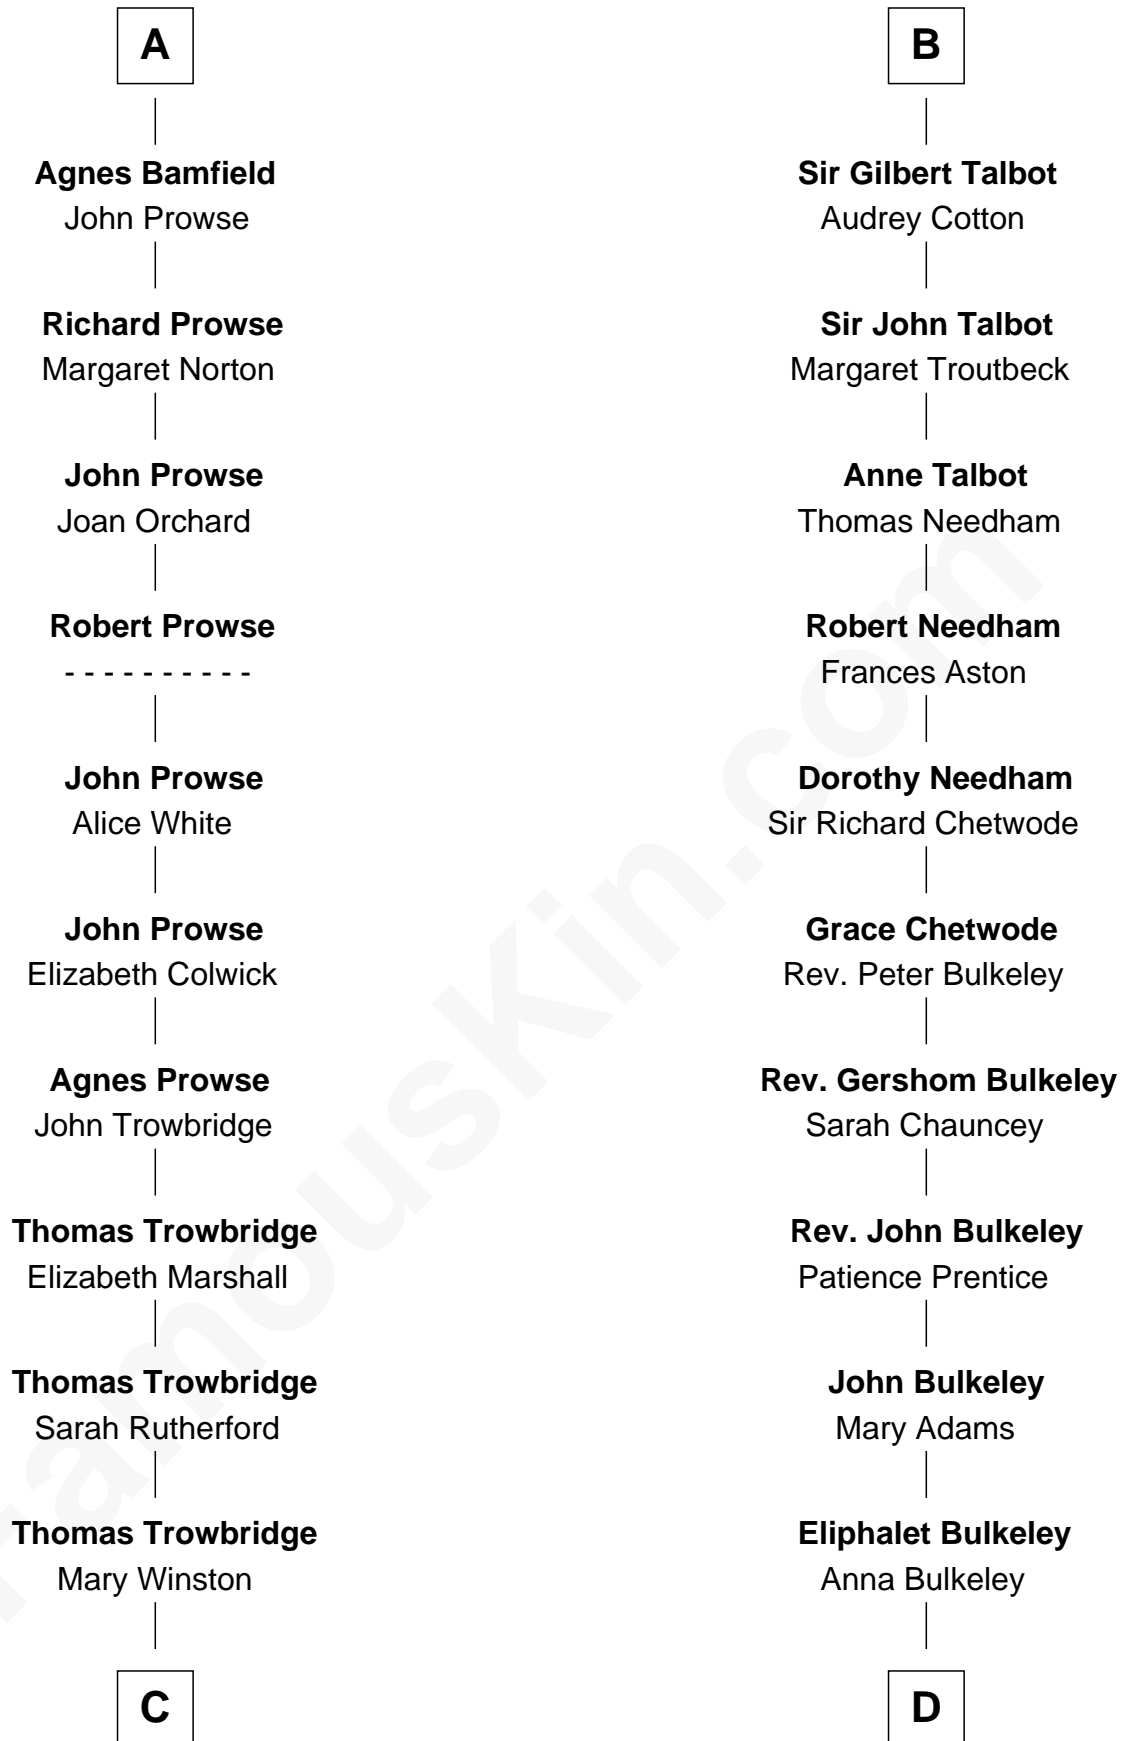 A
Agnes Bamfield
John Prowse
Richard Prowse
Margaret Norton
John Prowse
Joan Orchard
Robert Prowse
- - - - - - - - - -
John Prowse
Alice White
John Prowse
Elizabeth Colwick
Agnes Prowse
John Trowbridge
Thomas Trowbridge
Elizabeth Marshall
Thomas Trowbridge
Sarah Rutherford
Thomas Trowbridge
Mary Winston
C
B
Sir Gilbert Talbot
Audrey Cotton
Sir John Talbot
Margaret Troutbeck
Anne Talbot
Thomas Needham
Robert Needham
Frances Aston
Dorothy Needham
Sir Richard Chetwode
Grace Chetwode
Rev. Peter Bulkeley
Rev. Gershom Bulkeley
Sarah Chauncey
Rev. John Bulkeley
Patience Prentice
John Bulkeley
Mary Adams
Eliphalet Bulkeley
Anna Bulkeley
D
FamousKin.com